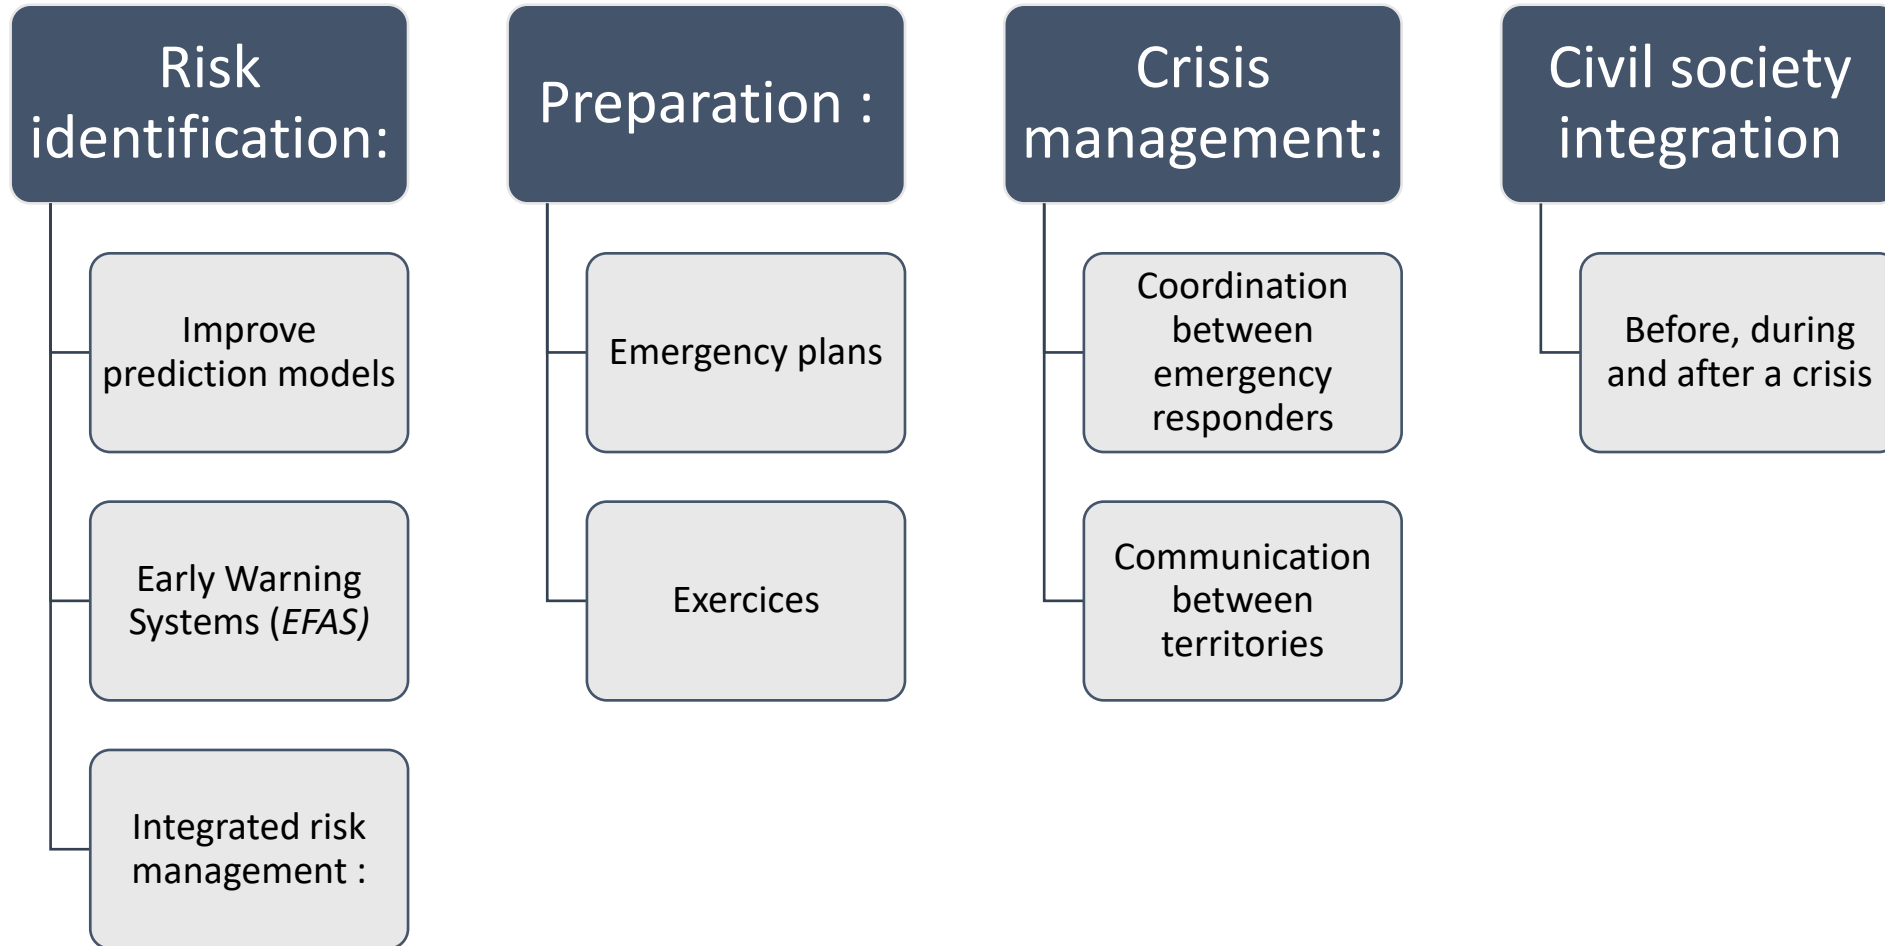 Risk
identification:
Improve
prediction models
Early Warning
Systems (EFAS)
Integrated risk
management :
Preparation :
Emergency plans
Exercices
Crisis
management:
Coordination
between
emergency
responders
Communication
between
territories
Civil society
integration
Before, during
and after a crisis